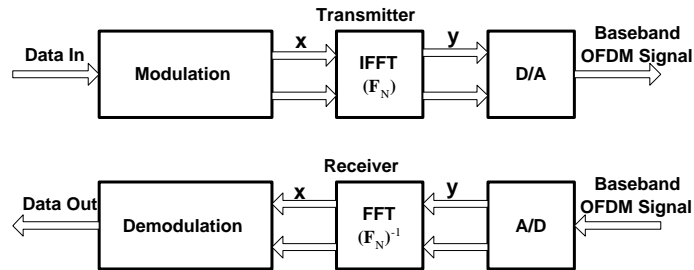 Transmitter
Data In
Modulation
x
IFFT
(F_N)
y
D/A
Baseband
OFDM Signal
Receiver
Data Out
Demodulation
x
FFT
(F_N)^-1
y
A/D
Baseband
OFDM Signal